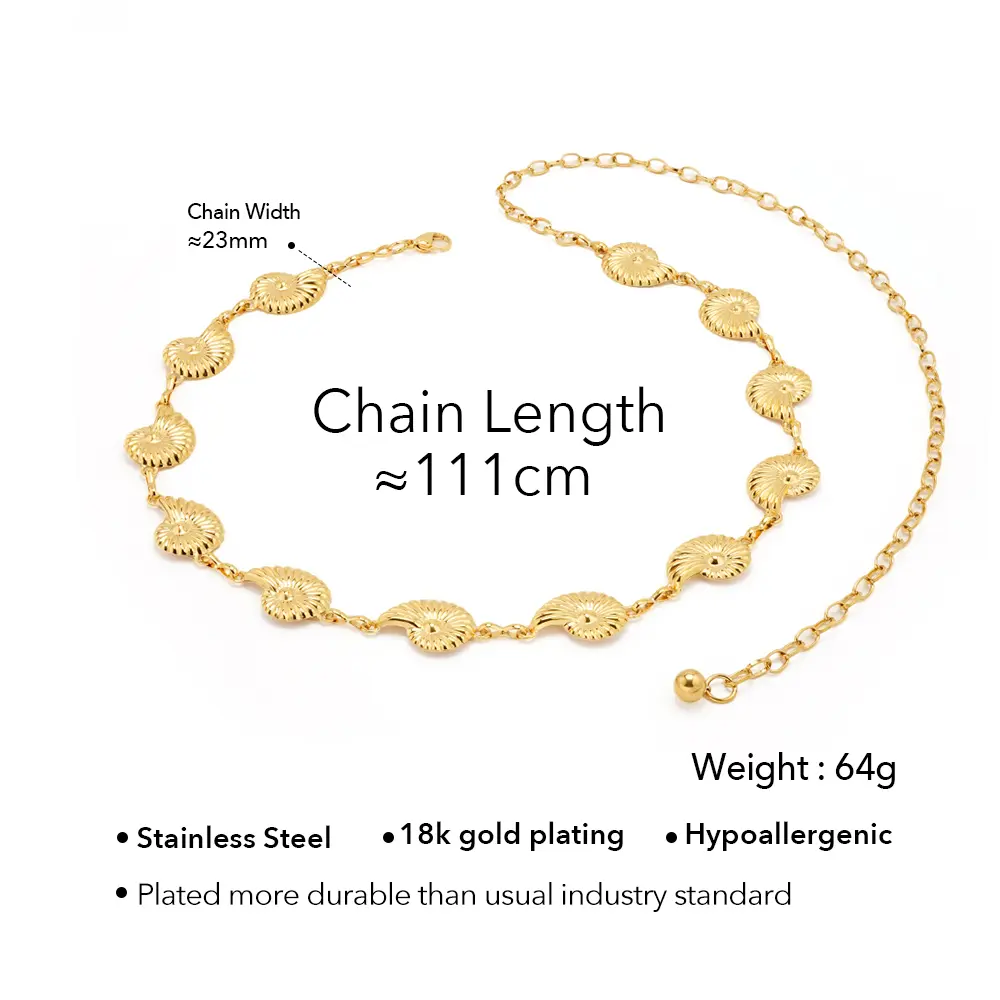 Chain Width
≈23mm
Chain Length
≈111cm
Weight : 64g
• Stainless Steel •18k gold plating • Hypoallergenic
• Plated more durable than usual industry standard